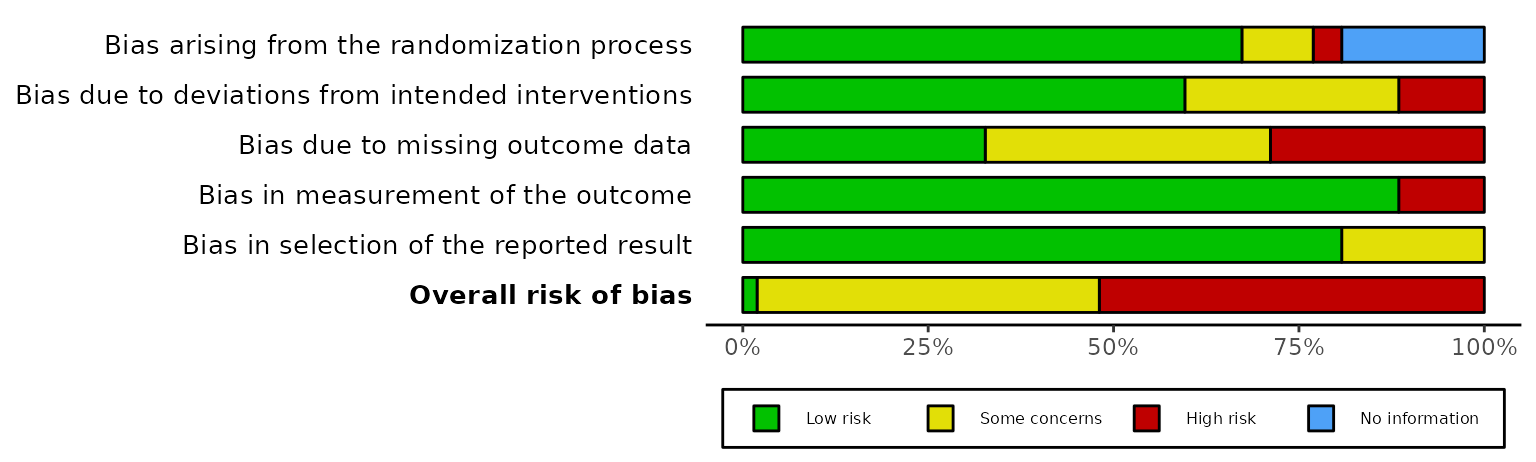 Bias arising from the randomization process
Bias due to deviations from intended interventions
Bias due to missing outcome data
Bias in measurement of the outcome
Bias in selection of the reported result
Overall risk of bias
0% 25% 50% 75% 100%
Low risk Some concerns High risk No information